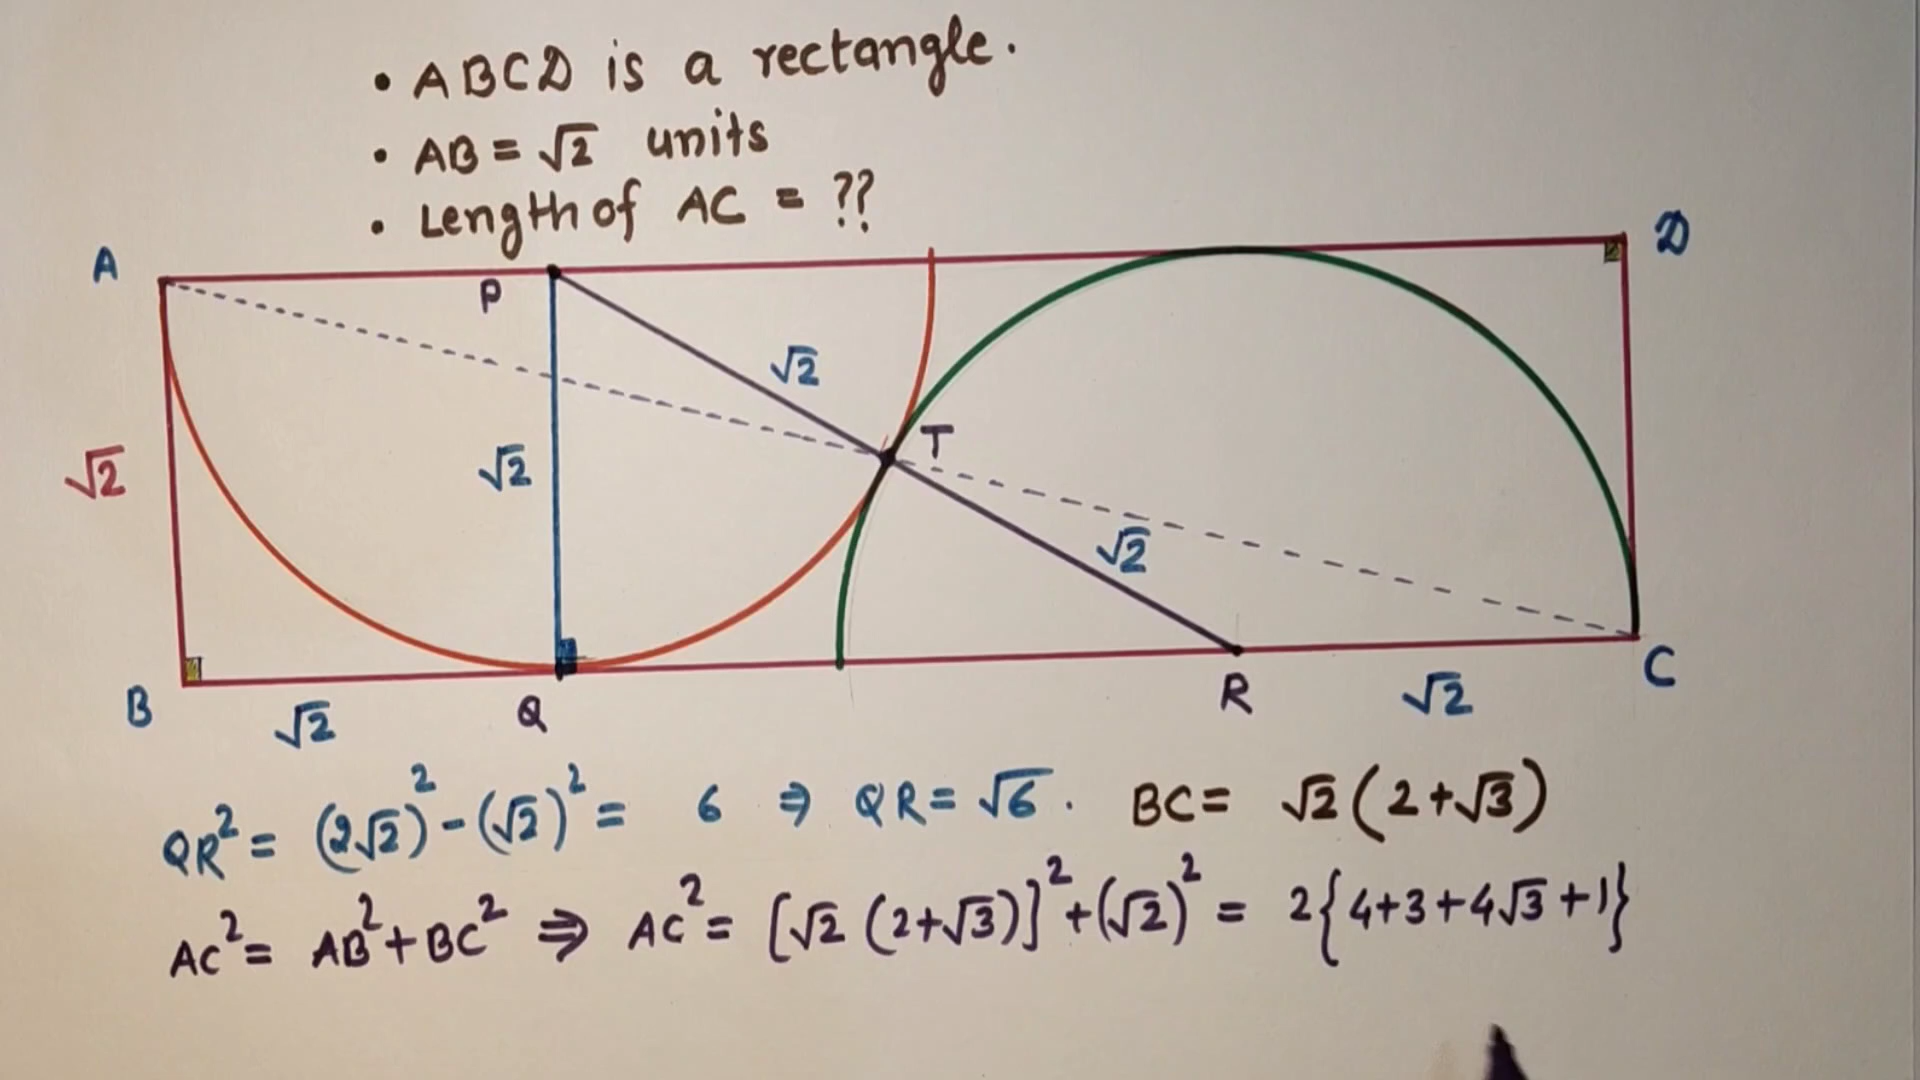 • ABCD is a rectangle.
• AB = √2 units
• Length of AC = ??
A
D
P
√2
T
√2
√2
√2
B
√2
Q
R
√2
C
QR² = (2√2)² - (√2)² = 6 ⇒ QR = √6. BC = √2 (2+√3)
AC² = AB² + BC² ⇒ AC² = [√2 (2+√3)]² + (√2)² = 2{4+3+4√3+1}